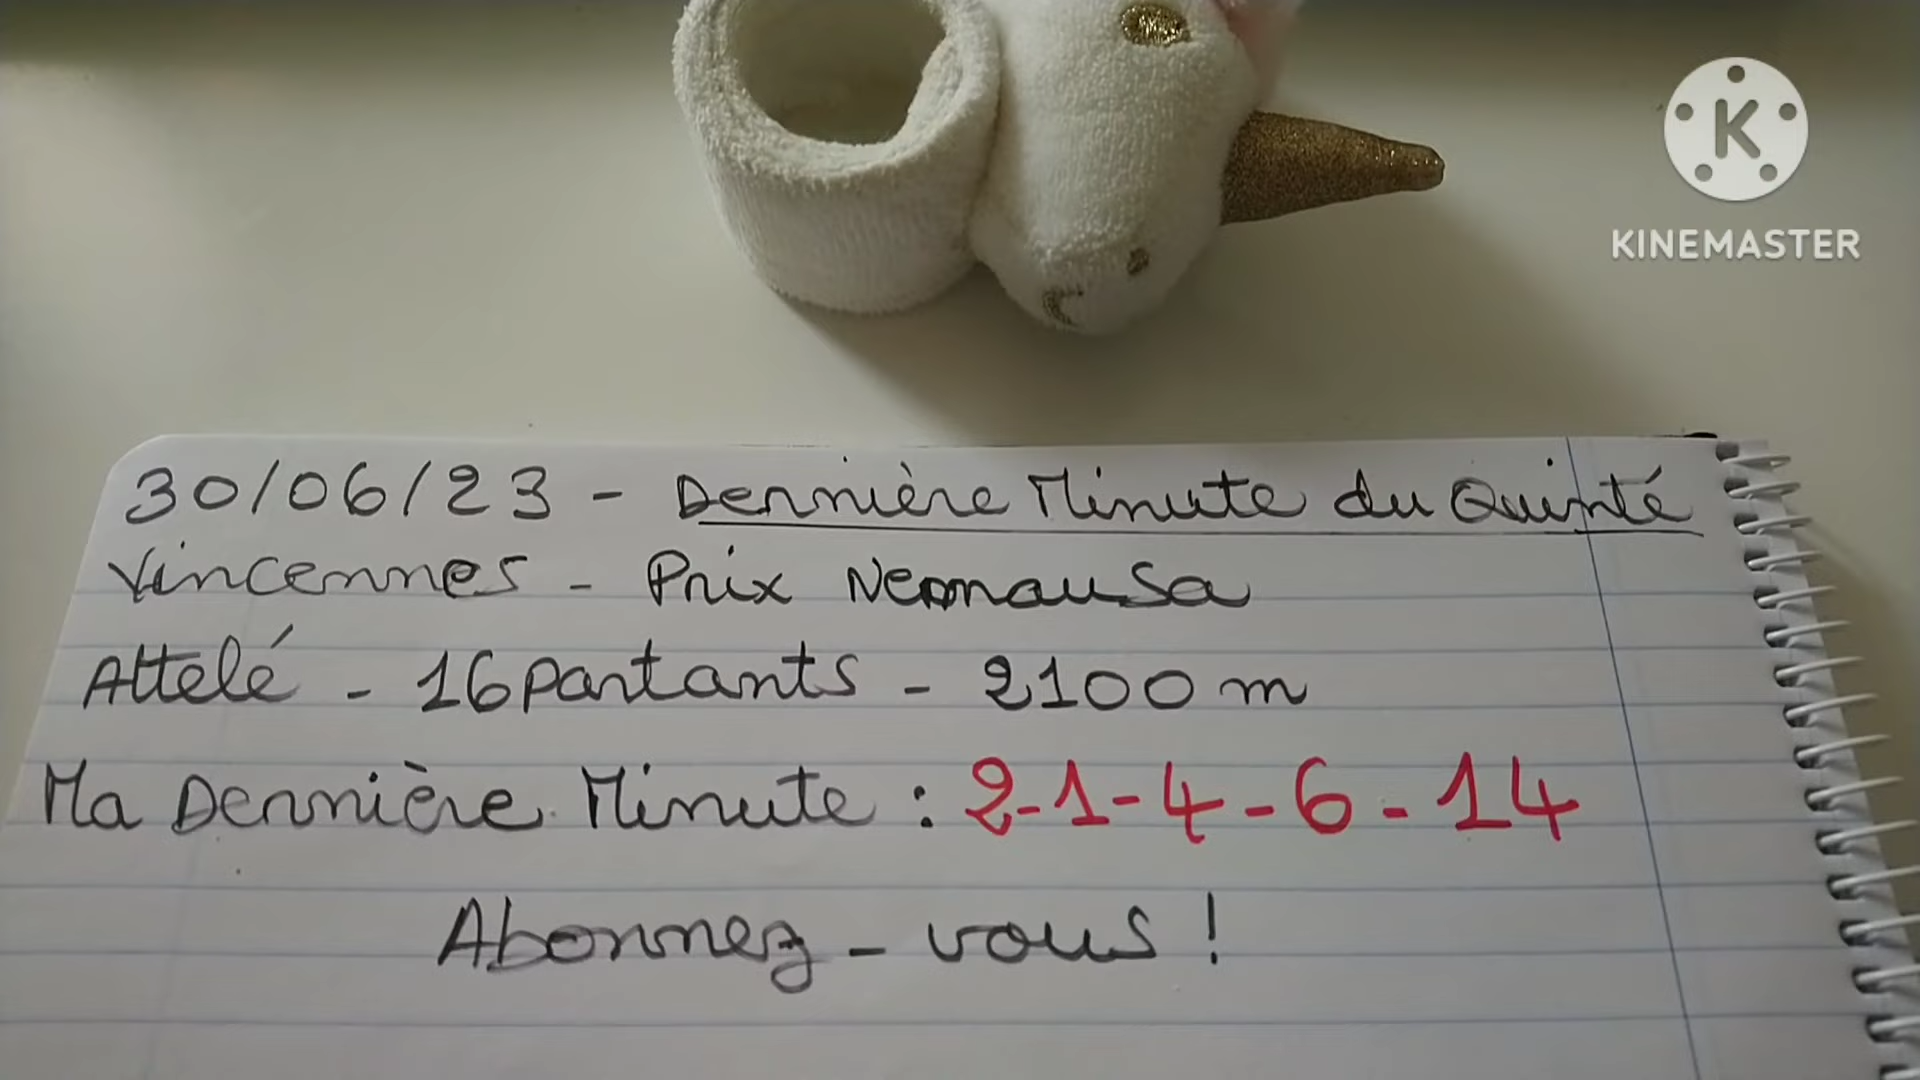 K
KINEMASTER
30/06/23 - Dernière Minute du Quinté
Vincennes - Prix Nemausa
Attelé - 16 partants - 2100 m
Ma Dernière Minute : 2-1-4-6-14
Abonnez-vous !